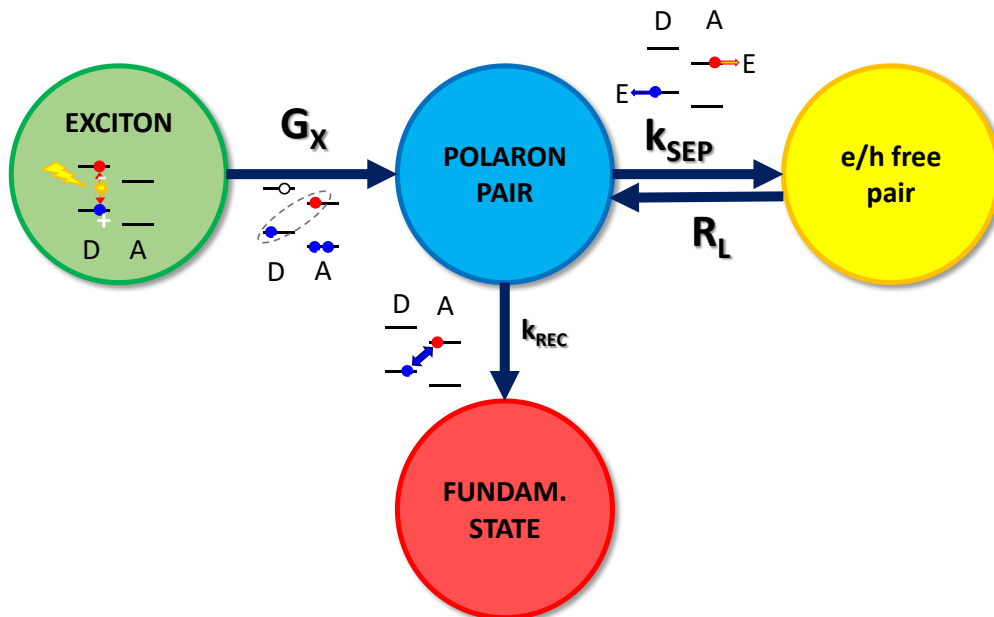 EXCITON
-
+
D A
G_X
D A
POLARON
PAIR
D A
E
E
k_SEP
R_L
e/h free
pair
D A
k_REC
FUNDAM.
STATE